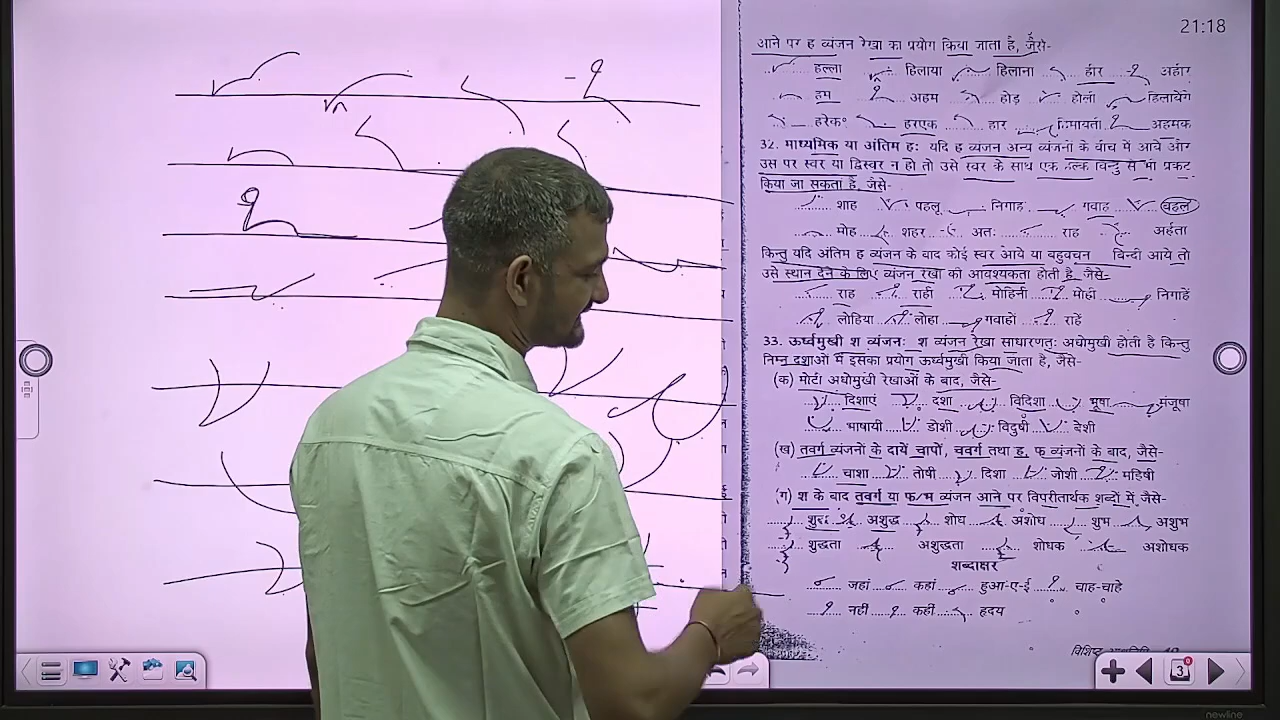 21:18
आने पर ह व्यंजन रेखा का प्रयोग किया जाता है, जैसे-
हल्ला हिलाया हिलाना हार अहीर
हम अहम होड़ होली हिलायेंगे
हरेक हरएक हार हिमायती अहमक
32. माध्यमिक या अंतिम ह: यदि ह व्यंजन अन्य व्यंजनों के बीच में आये और
उस पर स्वर या द्विस्वर न हो तो उसे स्वर के साथ एक हल्के बिन्दु से भी प्रकट
किया जा सकता है, जैसे-
शाह पहलू निगाह गवाह बहल
मोह शहर अतः राह अर्हता
किन्तु यदि अंतिम ह व्यंजन के बाद कोई स्वर आये या बहुवचन बिन्दी आये तो
उसे स्थान देने के लिए व्यंजन रेखा की आवश्यकता होती है, जैसे-
राह राही मोहिनी मोही निगाहें
लोहिया लोहा गवाहों राहें
33. ऊर्ध्वमुखी श व्यंजनः श व्यंजन रेखा साधारणतः अधोमुखी होती है किन्तु
निम्न दशाओं में इसका प्रयोग ऊर्ध्वमुखी किया जाता है, जैसे-
(क) मोटी अधोमुखी रेखाओं के बाद, जैसे-
दिशाएं दशा विदिशा भूषा मंजूषा
भाषायी डोशी विदुषी बेशी
(ख) तवर्ग व्यंजनों के दायें चापों, चवर्ग तथा ह, फ व्यंजनों के बाद, जैसे-
चाशा तोषी दिशा जोशी महिषी
(ग) श के बाद तवर्ग या फ/भ व्यंजन आने पर विपरीतार्थक शब्दों में, जैसे-
शुद्ध अशुद्ध शोध अशोध शुभ अशुभ
शुद्धता अशुद्धता शोधक अशोधक
शब्दाक्षर
जहां कहां हुआ-ए-ई चाह-चाहे
नहीं कहीं हृदय
विशिष्ट
3
newline